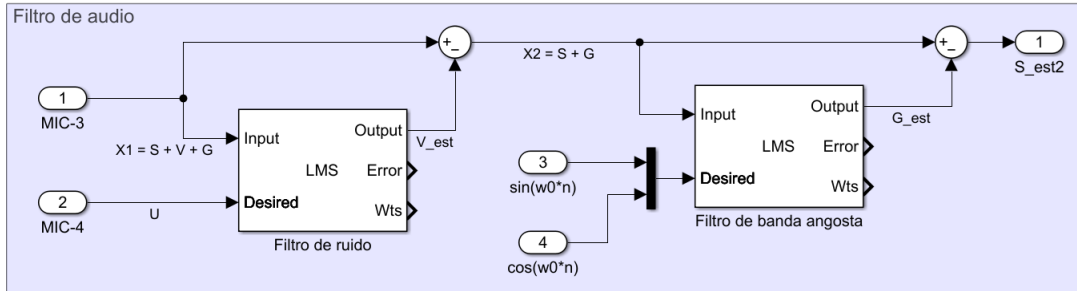 Filtro de audio
1
MIC-3
X1 = S + V + G
2
MIC-4
U
Input
Desired
LMS
Output
Error
Wts
Filtro de ruido
V_est
+
_
X2 = S + G
3
sin(w0*n)
4
cos(w0*n)
Input
Desired
LMS
Output
Error
Wts
Filtro de banda angosta
G_est
+
_
1
S_est2